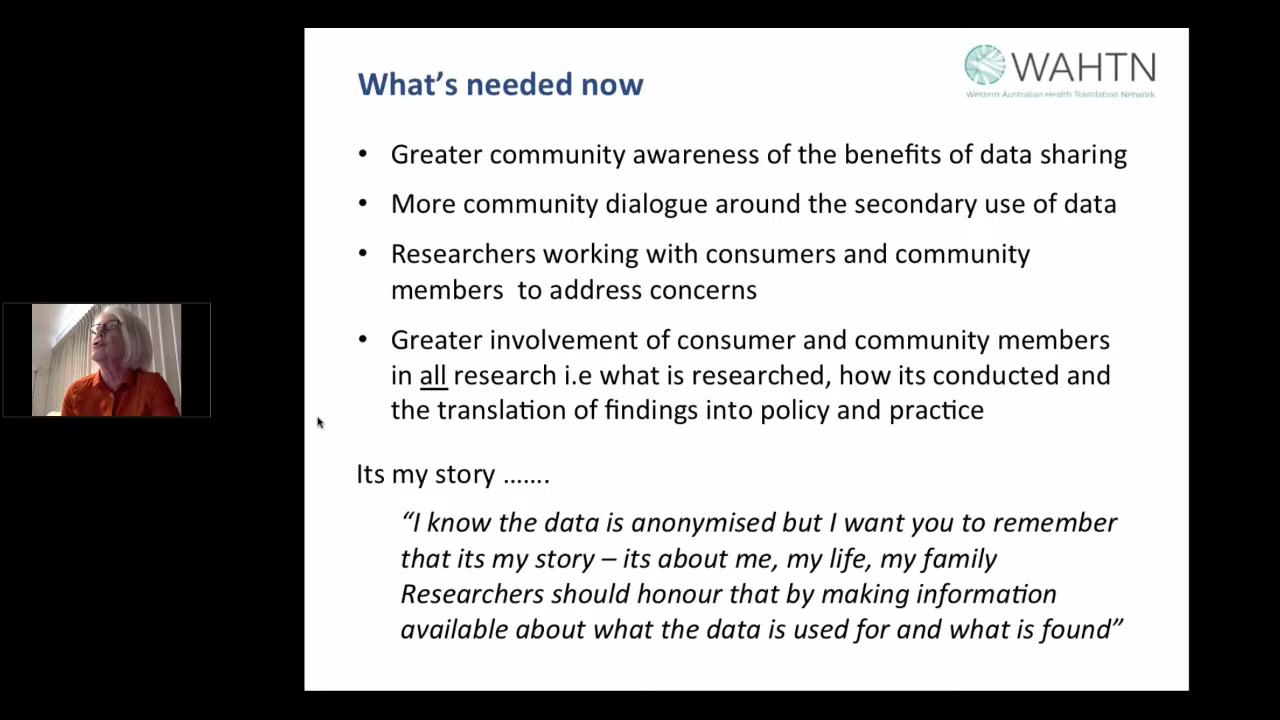 What’s needed now
WAHTN
Western Australian Health Translation Network
• Greater community awareness of the benefits of data sharing
• More community dialogue around the secondary use of data
• Researchers working with consumers and community
members  to address concerns
• Greater involvement of consumer and community members
in all research i.e what is researched, how its conducted and
the translation of findings into policy and practice
Its my story .......
“I know the data is anonymised but I want you to remember
that its my story – its about me, my life, my family
Researchers should honour that by making information
available about what the data is used for and what is found”